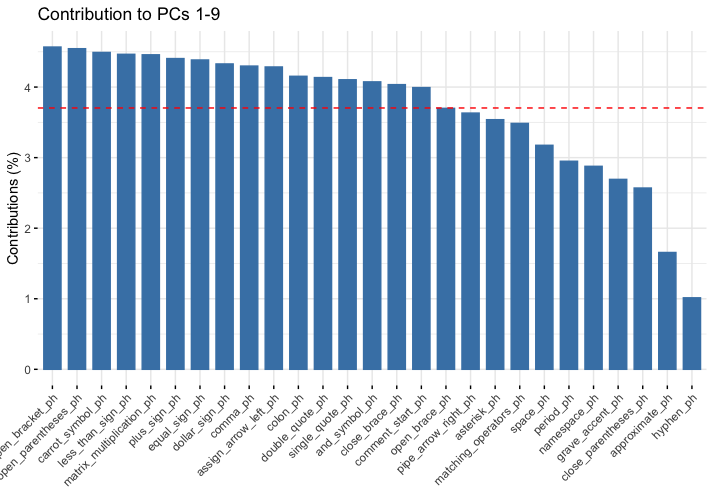 Contribution to PCs 1-9
Contributions (%)
4
3
2
1
0
pen_bracket_ph
open_parentheses_ph
carrot_symbol_ph
less_than_sign_ph
matrix_multiplication_ph
plus_sign_ph
equal_sign_ph
dollar_sign_ph
comma_ph
assign_arrow_left_ph
colon_ph
double_quote_ph
single_quote_ph
and_symbol_ph
close_brace_ph
comment_start_ph
open_brace_ph
pipe_arrow_right_ph
asterisk_ph
matching_operators_ph
space_ph
period_ph
namespace_ph
grave_accent_ph
close_parentheses_ph
approximate_ph
hyphen_ph